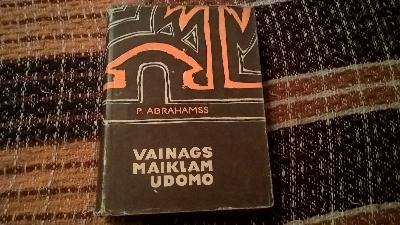 P. ABRAHAMSS
VAINAGS
MAIKLAM
UDOMO